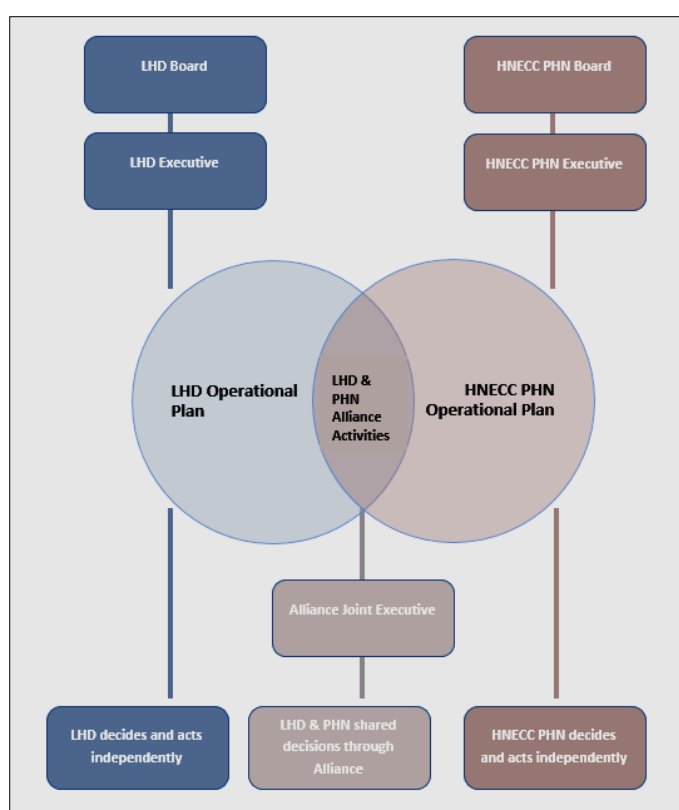 LHD Board
HNECC PHN Board
LHD Executive
HNECC PHN Executive
LHD Operational
Plan
LHD &
PHN
Alliance
Activities
HNECC PHN
Operational Plan
Alliance Joint Executive
LHD decides and acts
independently
LHD & PHN shared
decisions through
Alliance
HNECC PHN decides
and acts independently